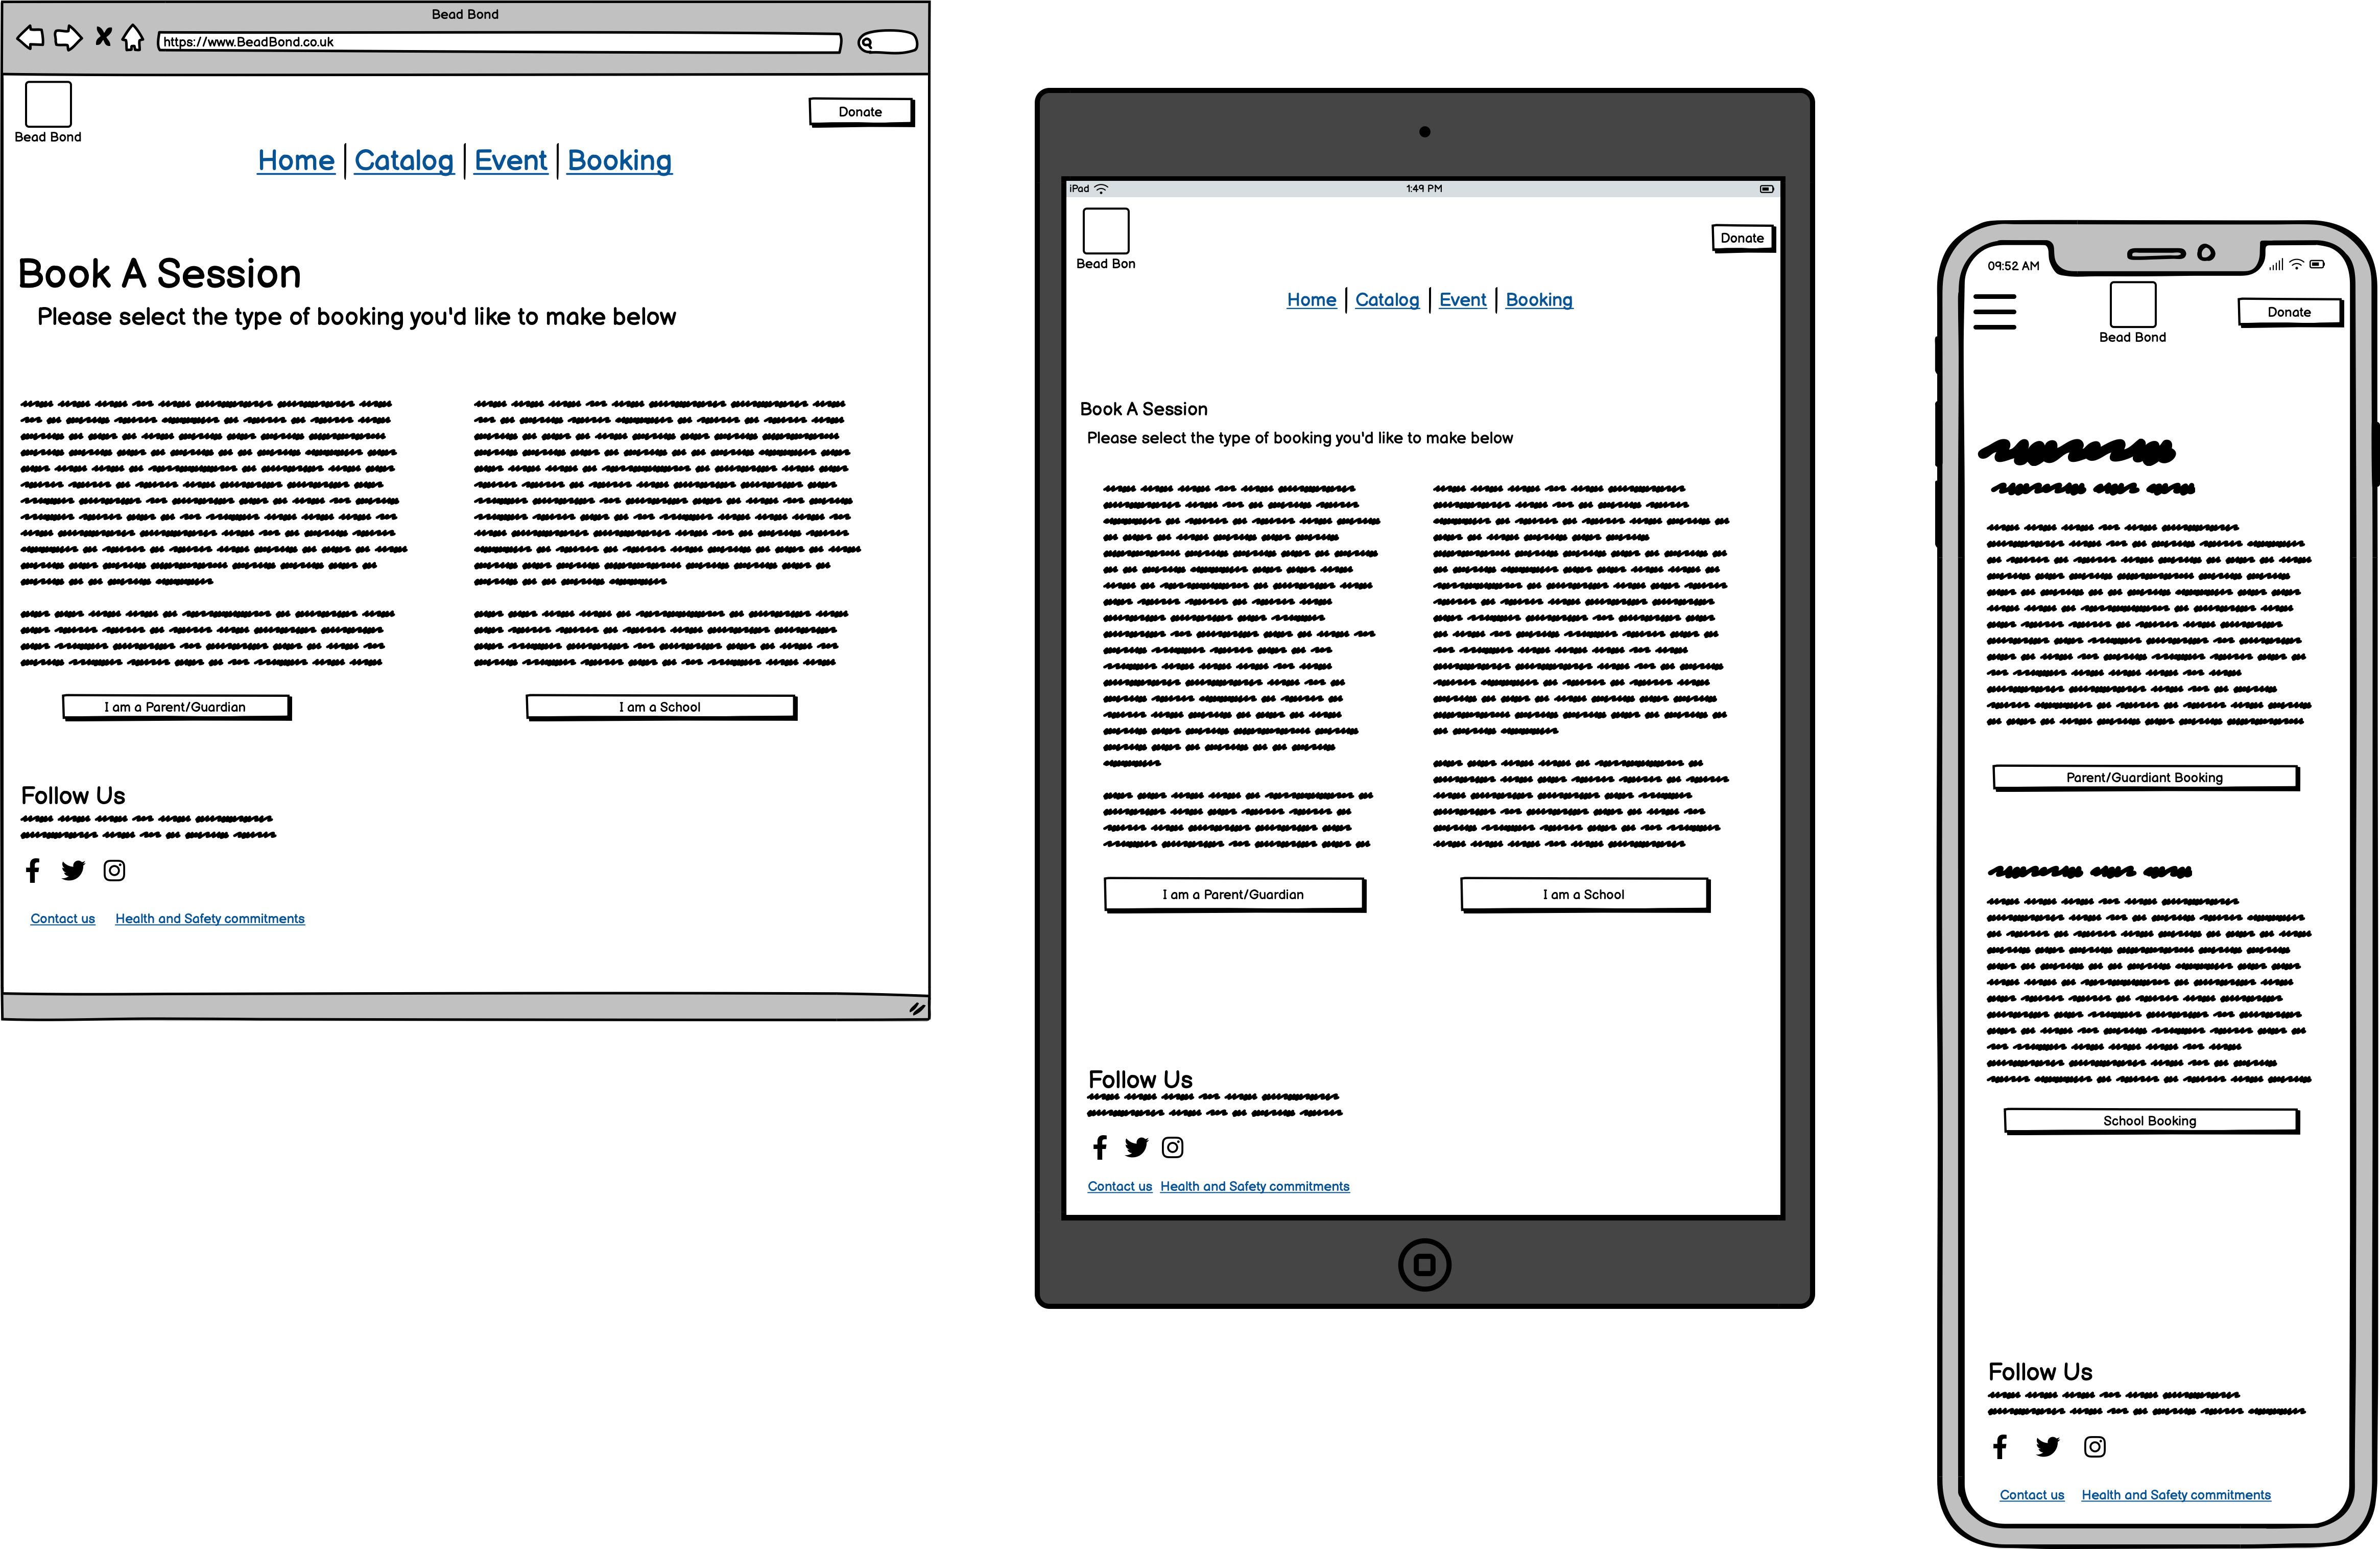 Bead Bond
https://www.BeadBond.co.uk
Bead Bond
Donate
Home | Catalog | Event | Booking
Book A Session
Please select the type of booking you'd like to make below
I am a Parent/Guardian
I am a School
Follow Us
Contact us
Health and Safety commitments
iPad
1:49 PM
Bead Bon
Donate
Home | Catalog | Event | Booking
Book A Session
Please select the type of booking you'd like to make below
I am a Parent/Guardian
I am a School
Follow Us
Contact us
Health and Safety commitments
09:52 AM
Bead Bond
Donate
Parent/Guardiant Booking
School Booking
Follow Us
Contact us
Health and Safety commitments